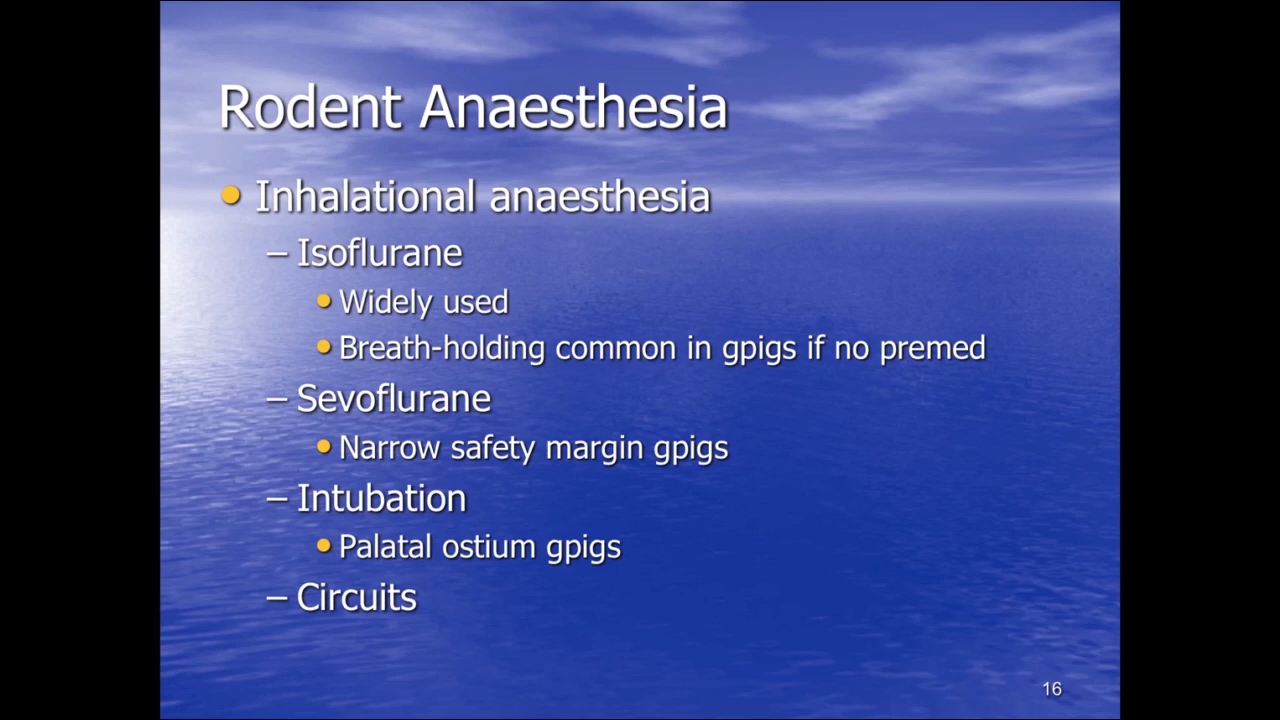 Rodent Anaesthesia
• Inhalational anaesthesia
– Isoflurane
• Widely used
• Breath-holding common in gpigs if no premed
– Sevoflurane
• Narrow safety margin gpigs
– Intubation
• Palatal ostium gpigs
– Circuits
16